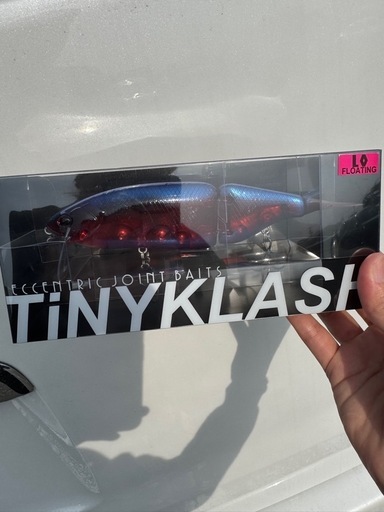 LO
FLOATING
ECCENTRIC JOINT BAITS
TiNYKLASH